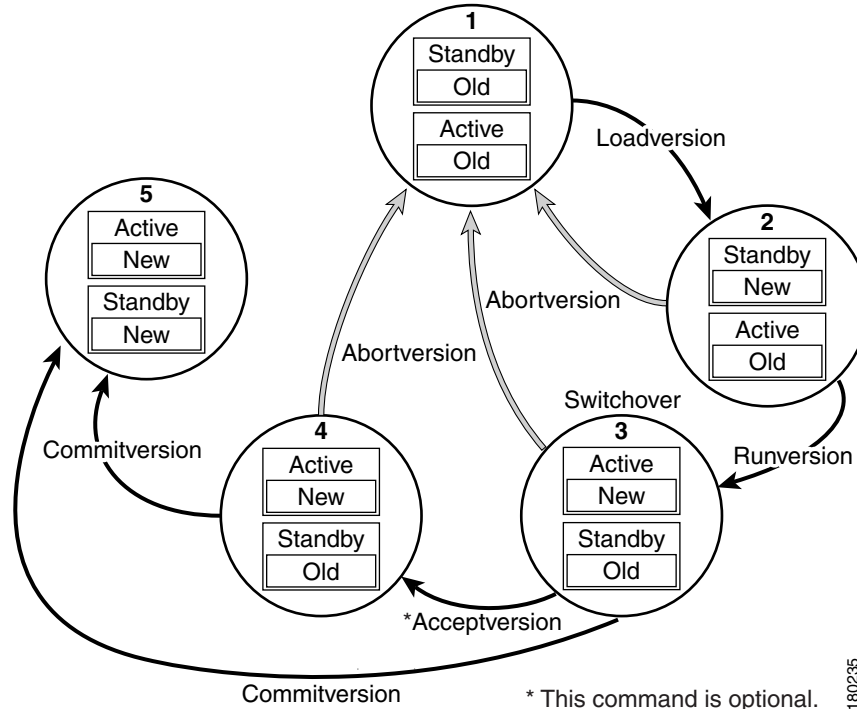 1
Standby
Old
Active
Old
Loadversion
5
Active
New
Standby
New
2
Standby
New
Active
Old
Abortversion
Abortversion
Switchover
4
Active
New
Standby
Old
3
Active
New
Standby
Old
Commitversion
Runversion
*Acceptversion
Commitversion
* This command is optional.
180235